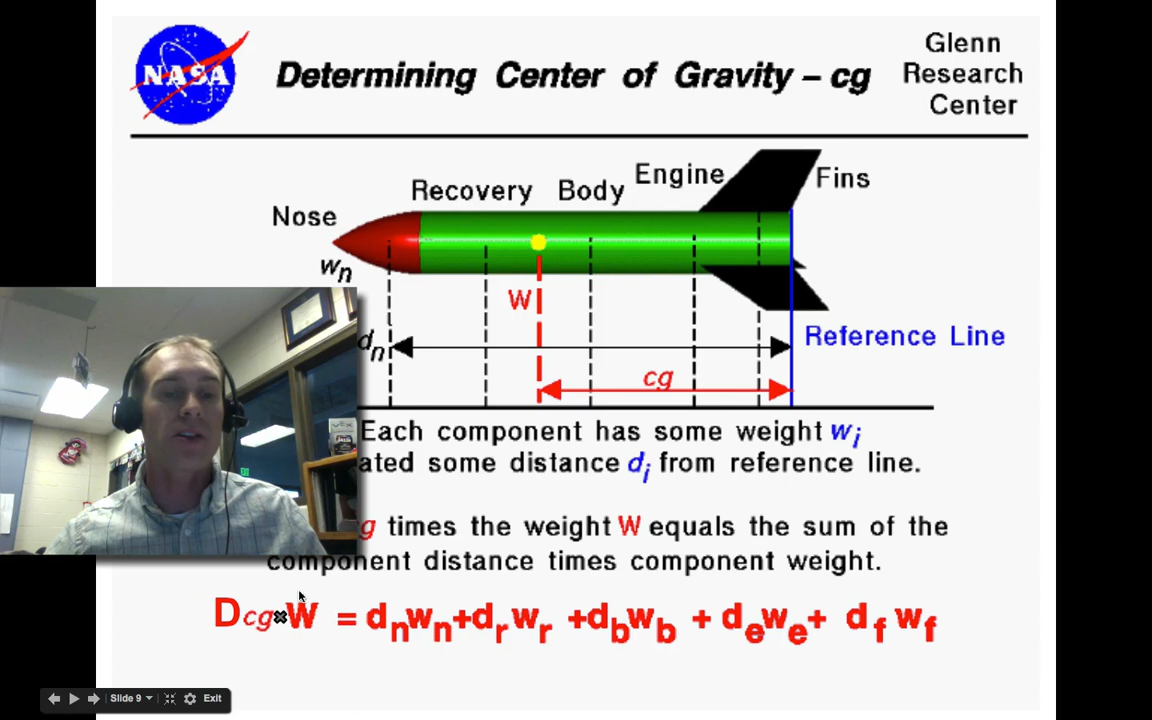 NASA
Determining Center of Gravity – cg
Glenn
Research
Center
Nose
Recovery
Body
Engine
Fins
wn
W
dn
Reference Line
cg
Each component has some weight wi
ated some distance di from reference line.
g times the weight W equals the sum of the
component distance times component weight.
Dcg×W = dnwn+drwr +dbwb + dewe+ dfwf
Slide 9
Exit